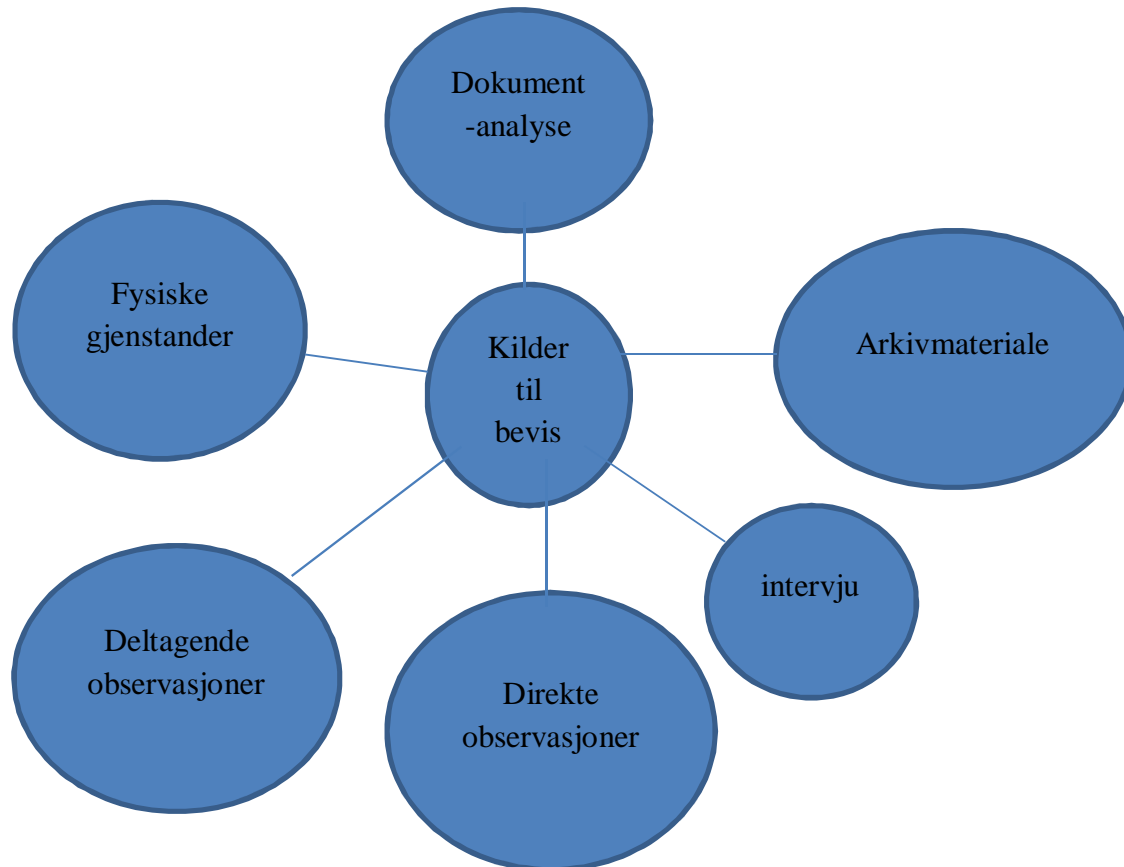 Dokument
-analyse
Fysiske
gjenstander
Kilder
til
bevis
Arkivmateriale
intervju
Deltagende
observasjoner
Direkte
observasjoner